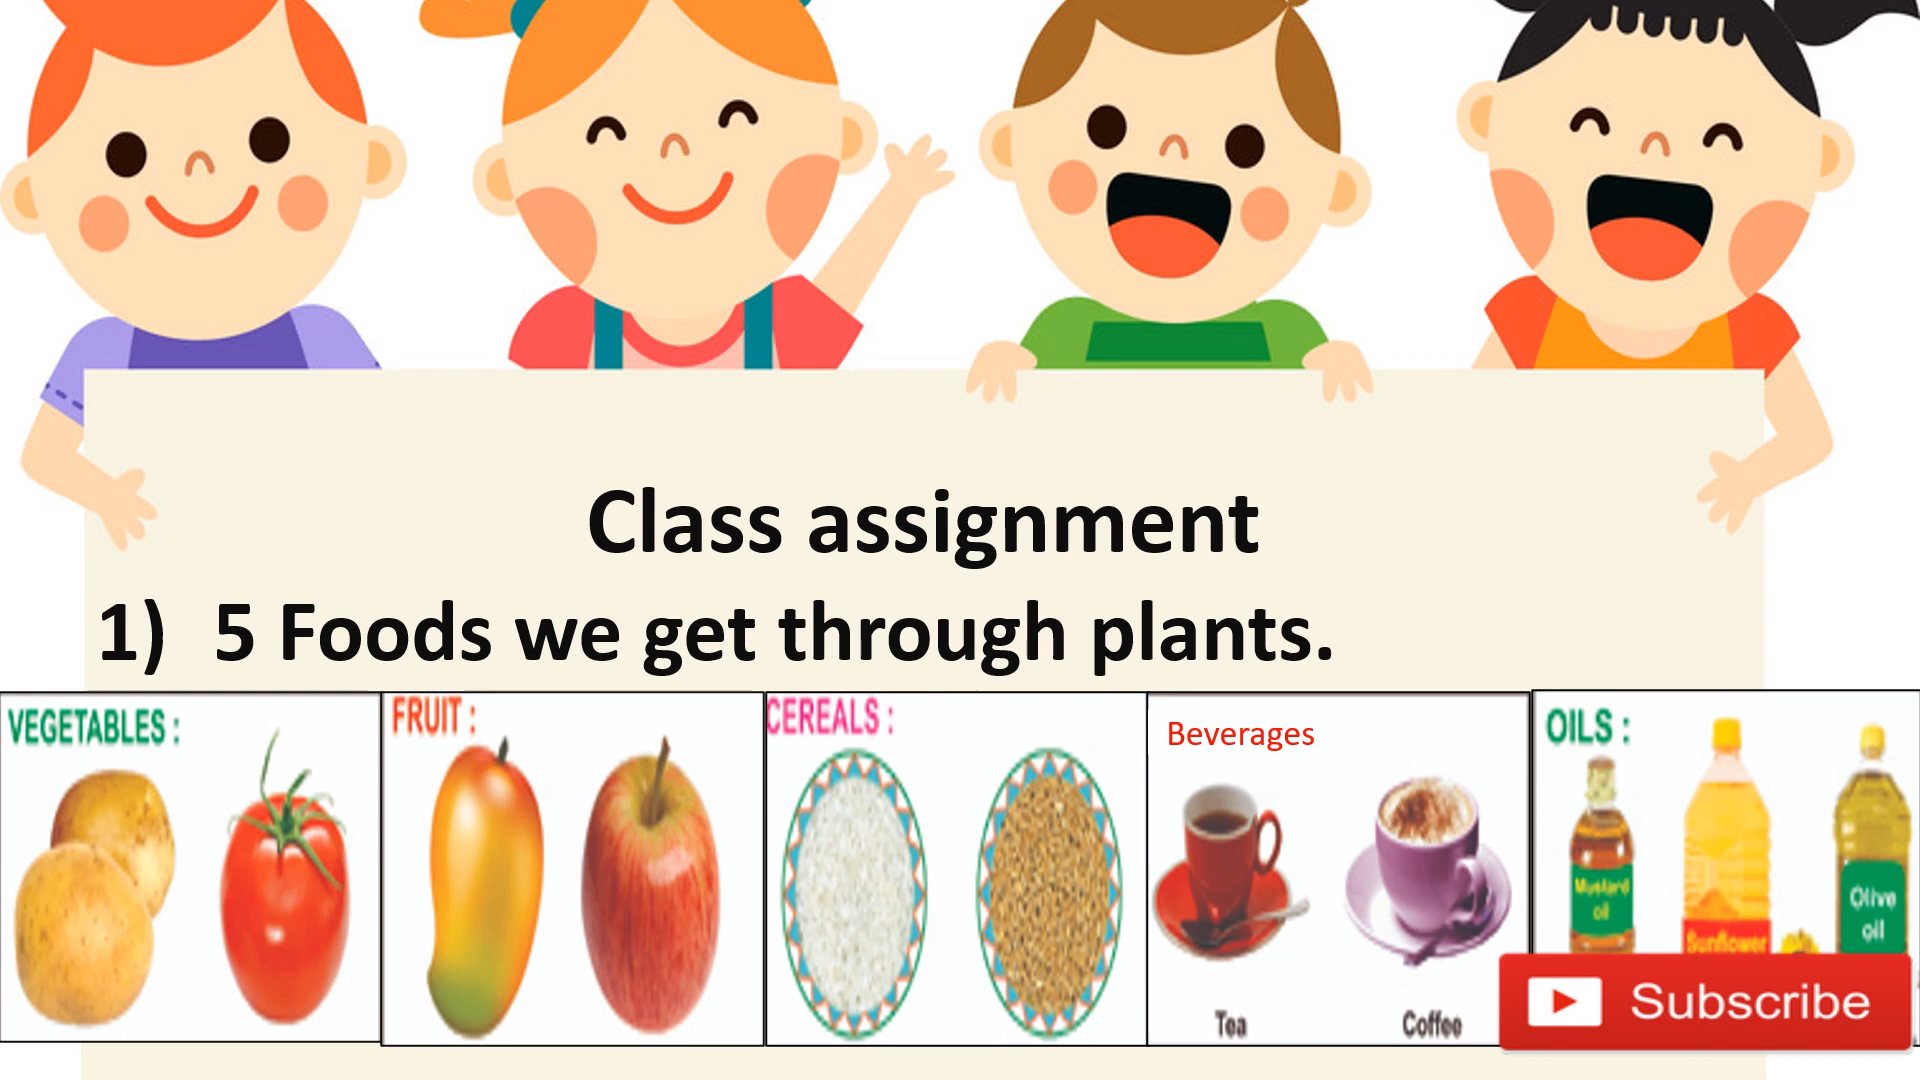 Class assignment
1) 5 Foods we get through plants.
VEGETABLES :
FRUIT :
CEREALS :
Beverages
OILS :
Mustard
oil
Sunflower
Olive
oil
Tea
Coffee
Subscribe